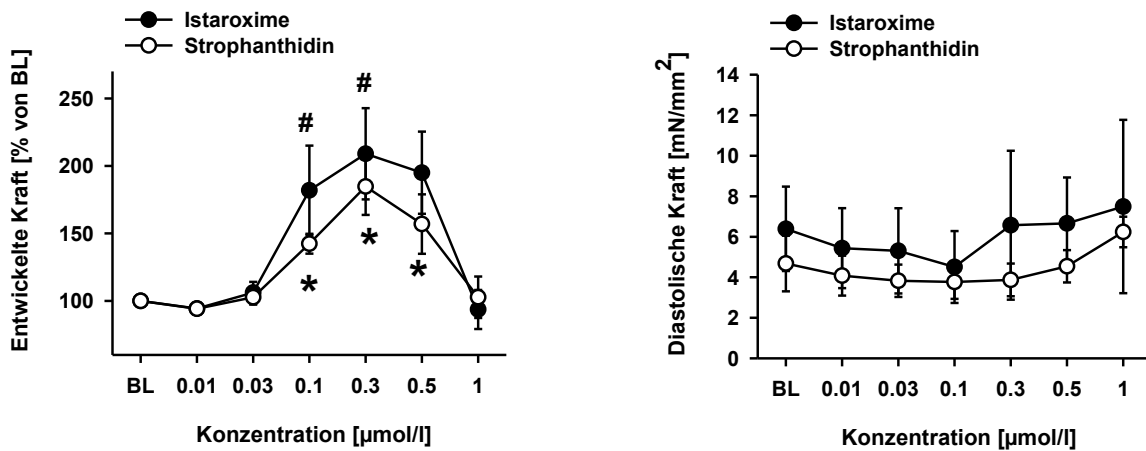 Istaroxime
Strophanthidin
Entwickelte Kraft [% von BL]
250
200
150
100
#
#
*
*
*
BL 0.01 0.03 0.1 0.3 0.5 1
Konzentration [µmol/l]
Istaroxime
Strophanthidin
Diastolische Kraft [mN/mm²]
14
12
10
8
6
4
2
0
BL 0.01 0.03 0.1 0.3 0.5 1
Konzentration [µmol/l]